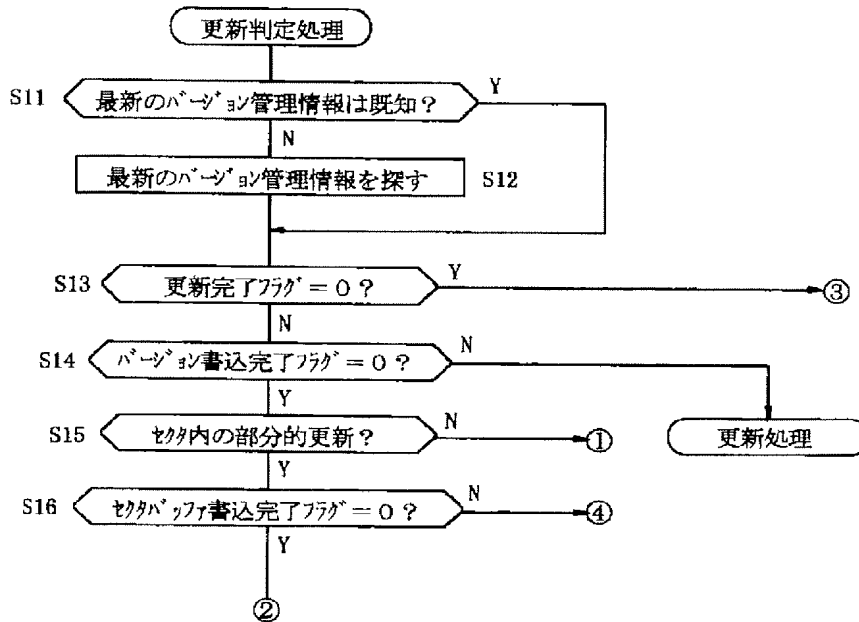 更新判定処理
S11 最新のﾊﾞｰｼﾞｮﾝ管理情報は既知？ Y
N
最新のﾊﾞｰｼﾞｮﾝ管理情報を探す S12
S13 更新完了ﾌﾗｸﾞ＝０？ Y ③
N
S14 ﾊﾞｰｼﾞｮﾝ書込完了ﾌﾗｸﾞ＝０？ N
Y
S15 ｾｸﾀ内の部分的更新？ N ① 更新処理
Y
S16 ｾｸﾀﾊﾞｯﾌｧ書込完了ﾌﾗｸﾞ＝０？ N ④
Y
②